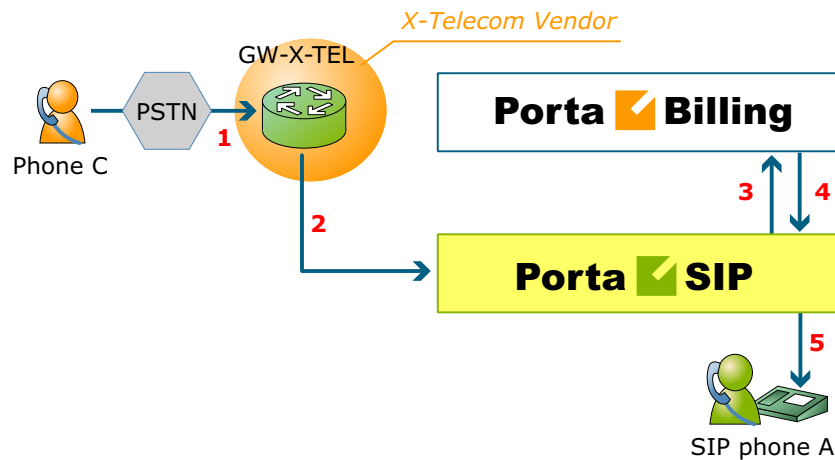 X-Telecom Vendor
GW-X-TEL
PSTN
1
Phone C
Porta Billing
2
3
4
Porta SIP
5
SIP phone A